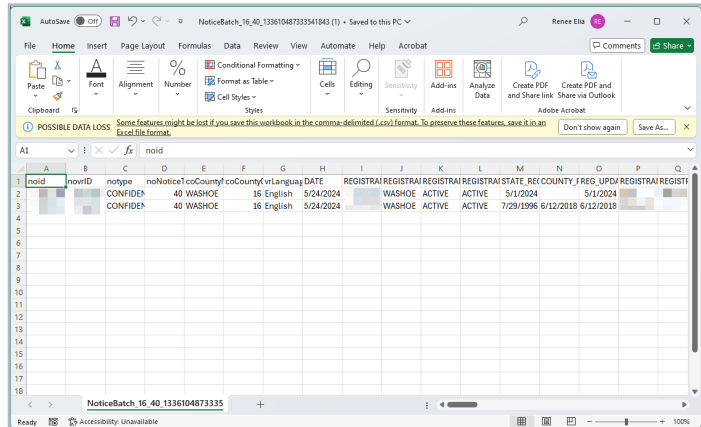 AutoSave Off NoticeBatch_16_40_133610487333541843 (1) • Saved to this PC Renee Elia RE
File Home Insert Page Layout Formulas Data Review View Automate Help Acrobat Comments Share
Paste Font Alignment Number Conditional Formatting Format as Table Cell Styles Cells Editing Sensitivity Add-ins Analyze Data Create PDF and Share link Create PDF and Share via Outlook
Clipboard Styles Sensitivity Add-ins Adobe Acrobat
POSSIBLE DATA LOSS Some features might be lost if you save this workbook in the comma-delimited (.csv) format. To preserve these features, save it in an Excel file format. Don't show again Save As...
A1 fx noid
A B C D E F G H I J K L M N O P Q
1 noid novrID notype noNoticeT coCountyN coCountyC vrLanguag DATE REGISTRAI REGISTRAI REGISTRAI REGISTRAI STATE_REC COUNTY_F REG_UPDA REGISTRAI REGISTR
2 CONFIDEN 40 WASHOE 16 English 5/24/2024 WASHOE ACTIVE ACTIVE 5/1/2024 5/1/2024
3 CONFIDEN 40 WASHOE 16 English 5/24/2024 WASHOE ACTIVE ACTIVE 7/29/1996 6/12/2018 6/12/2018
4
5
6
7
8
9
10
11
12
13
14
15
16
17
18
NoticeBatch_16_40_1336104873335
Ready Accessibility: Unavailable 100%